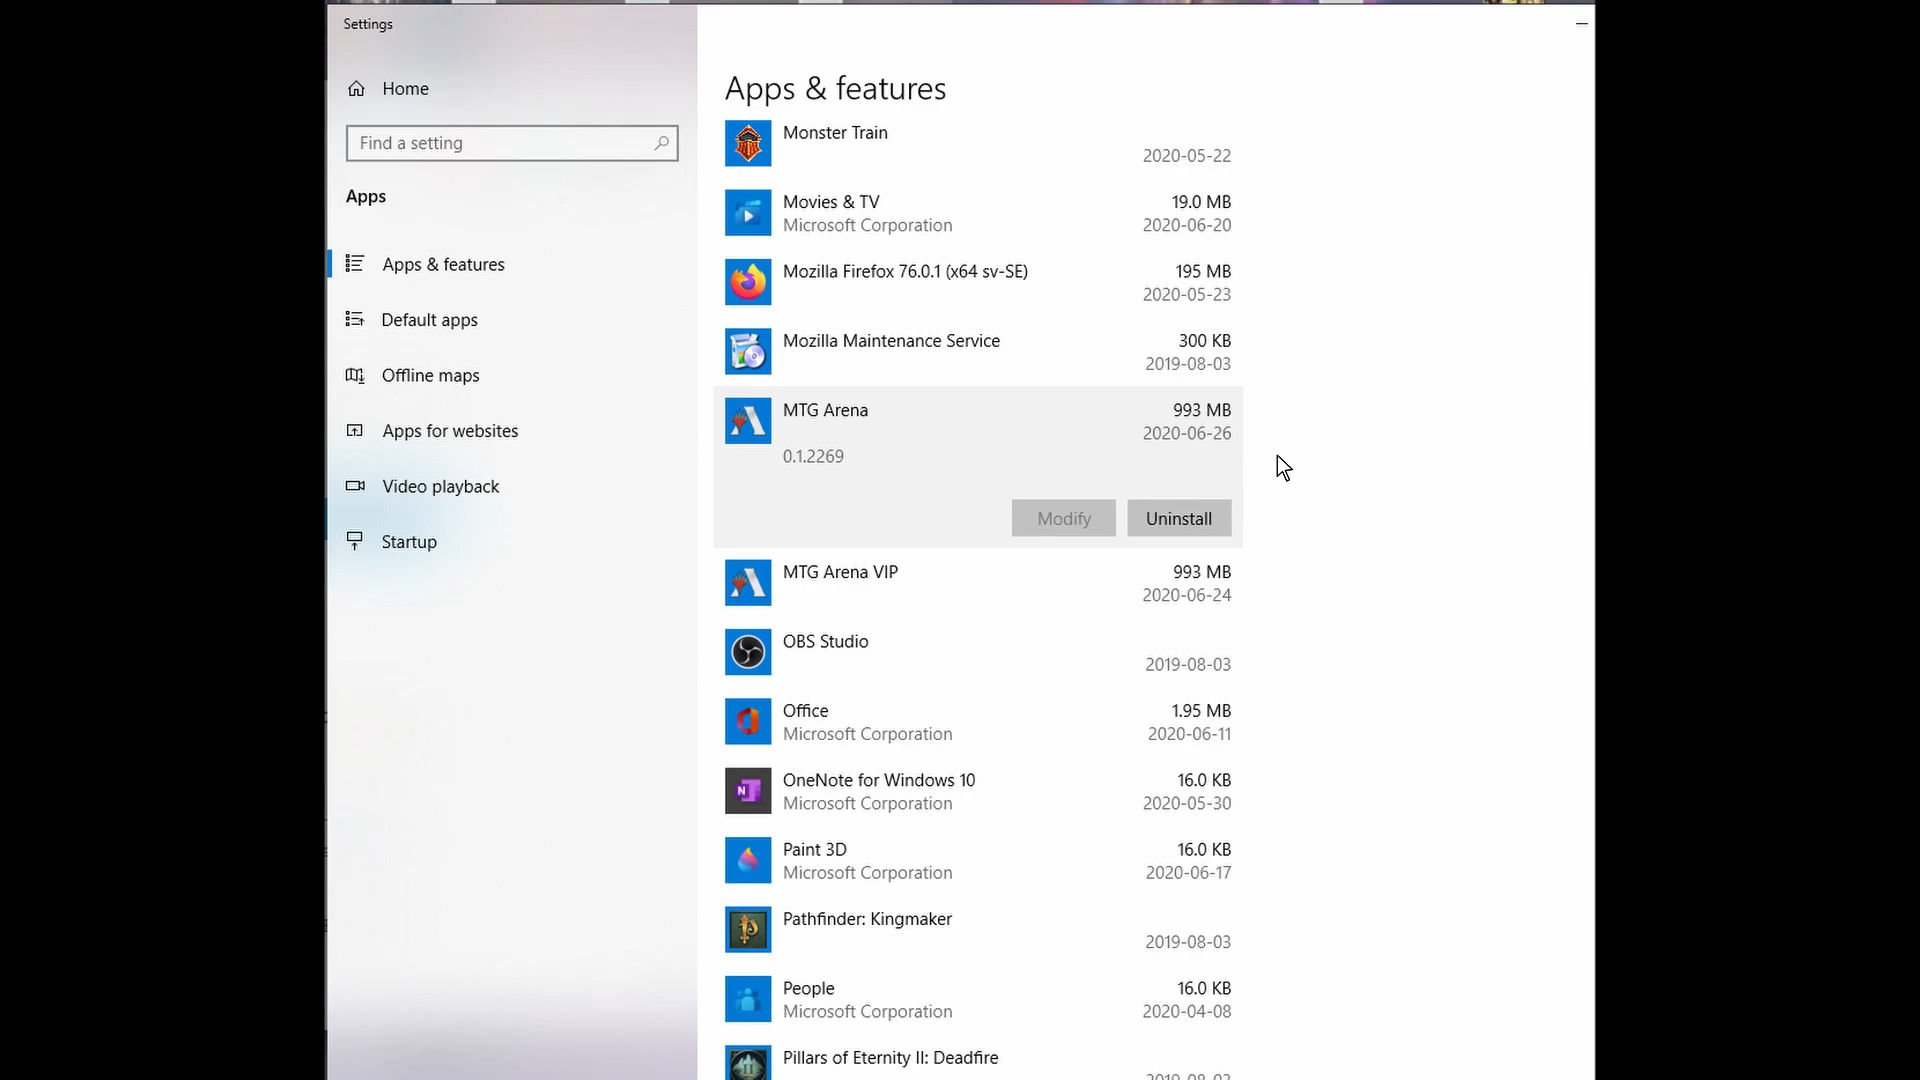 Settings
Home
Find a setting
Apps
Apps & features
Default apps
Offline maps
Apps for websites
Video playback
Startup
Apps & features
Monster Train
2020-05-22
Movies & TV 19.0 MB
Microsoft Corporation 2020-06-20
Mozilla Firefox 76.0.1 (x64 sv-SE) 195 MB
2020-05-23
Mozilla Maintenance Service 300 KB
2019-08-03
MTG Arena 993 MB
2020-06-26
0.1.2269
Modify Uninstall
MTG Arena VIP 993 MB
2020-06-24
OBS Studio
2019-08-03
Office 1.95 MB
Microsoft Corporation 2020-06-11
OneNote for Windows 10 16.0 KB
Microsoft Corporation 2020-05-30
Paint 3D 16.0 KB
Microsoft Corporation 2020-06-17
Pathfinder: Kingmaker
2019-08-03
People 16.0 KB
Microsoft Corporation 2020-04-08
Pillars of Eternity II: Deadfire